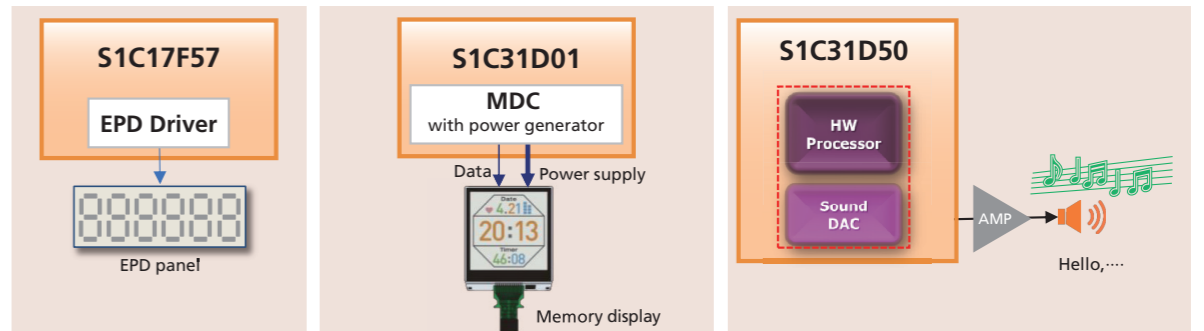 S1C17F57
EPD Driver
EPD panel
S1C31D01
MDC
with power generator
Data
Power supply
Date
4.21
20:13
Timer
46:08
Memory display
S1C31D50
HW
Processor
Sound
DAC
AMP
Hello,····